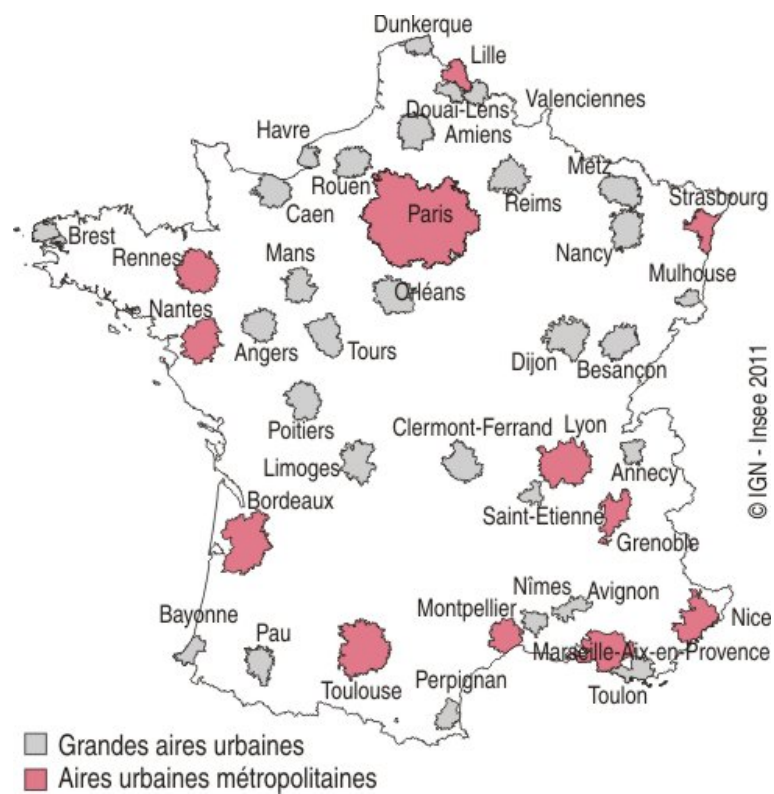 Dunkerque
Lille
Valenciennes
Douai-Lens
Amiens
Havre
Rouen
Caen
Reims
Metz
Strasbourg
Paris
Brest
Rennes
Mans
Nancy
Mulhouse
Orléans
Nantes
Angers
Tours
Dijon
Besançon
Poitiers
Clermont-Ferrand
Lyon
Limoges
Annecy
Bordeaux
Saint-Etienne
Grenoble
Nîmes
Avignon
Bayonne
Montpellier
Nice
Pau
Marseille-Aix-en-Provence
Toulouse
Perpignan
Toulon
© IGN - Insee 2011
Grandes aires urbaines
Aires urbaines métropolitaines